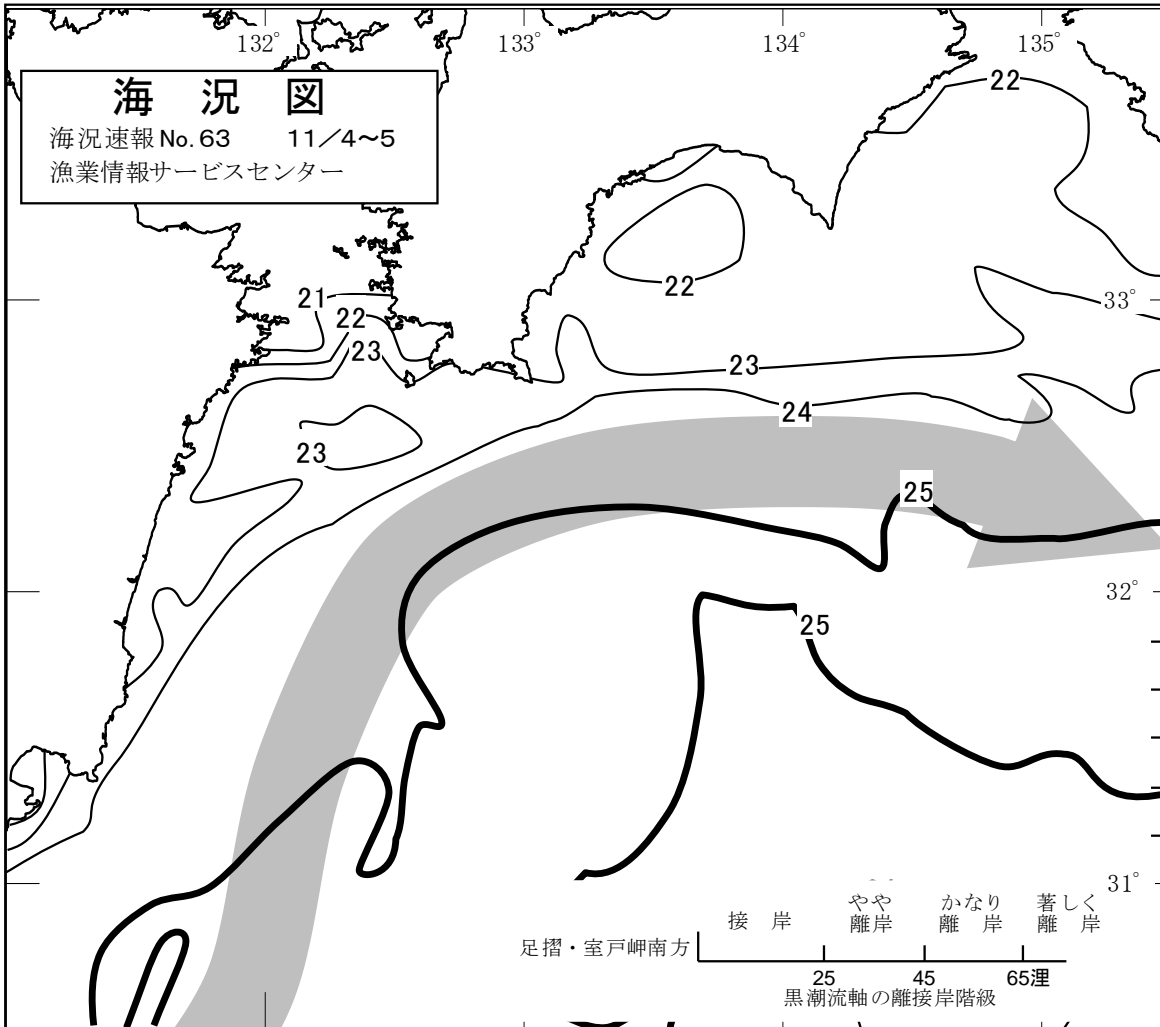 132° 133° 134° 135°
海 況 図
海況速報No.63 11/4~5
漁業情報サービスセンター
22
22
21
22
23
33°
23
24
23
25
32°
25
31°
接 岸
やや
離岸
かなり
離 岸
著しく
離 岸
足摺・室戸岬南方
25 45 65浬
黒潮流軸の離接岸階級